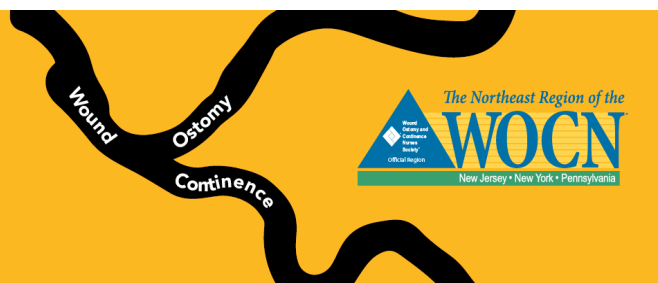 Wound
Ostomy
Continence
The Northeast Region of the
WOCN
Wound
Ostomy and
Continence
Nurses
Society™
Official Region
New Jersey • New York • Pennsylvania